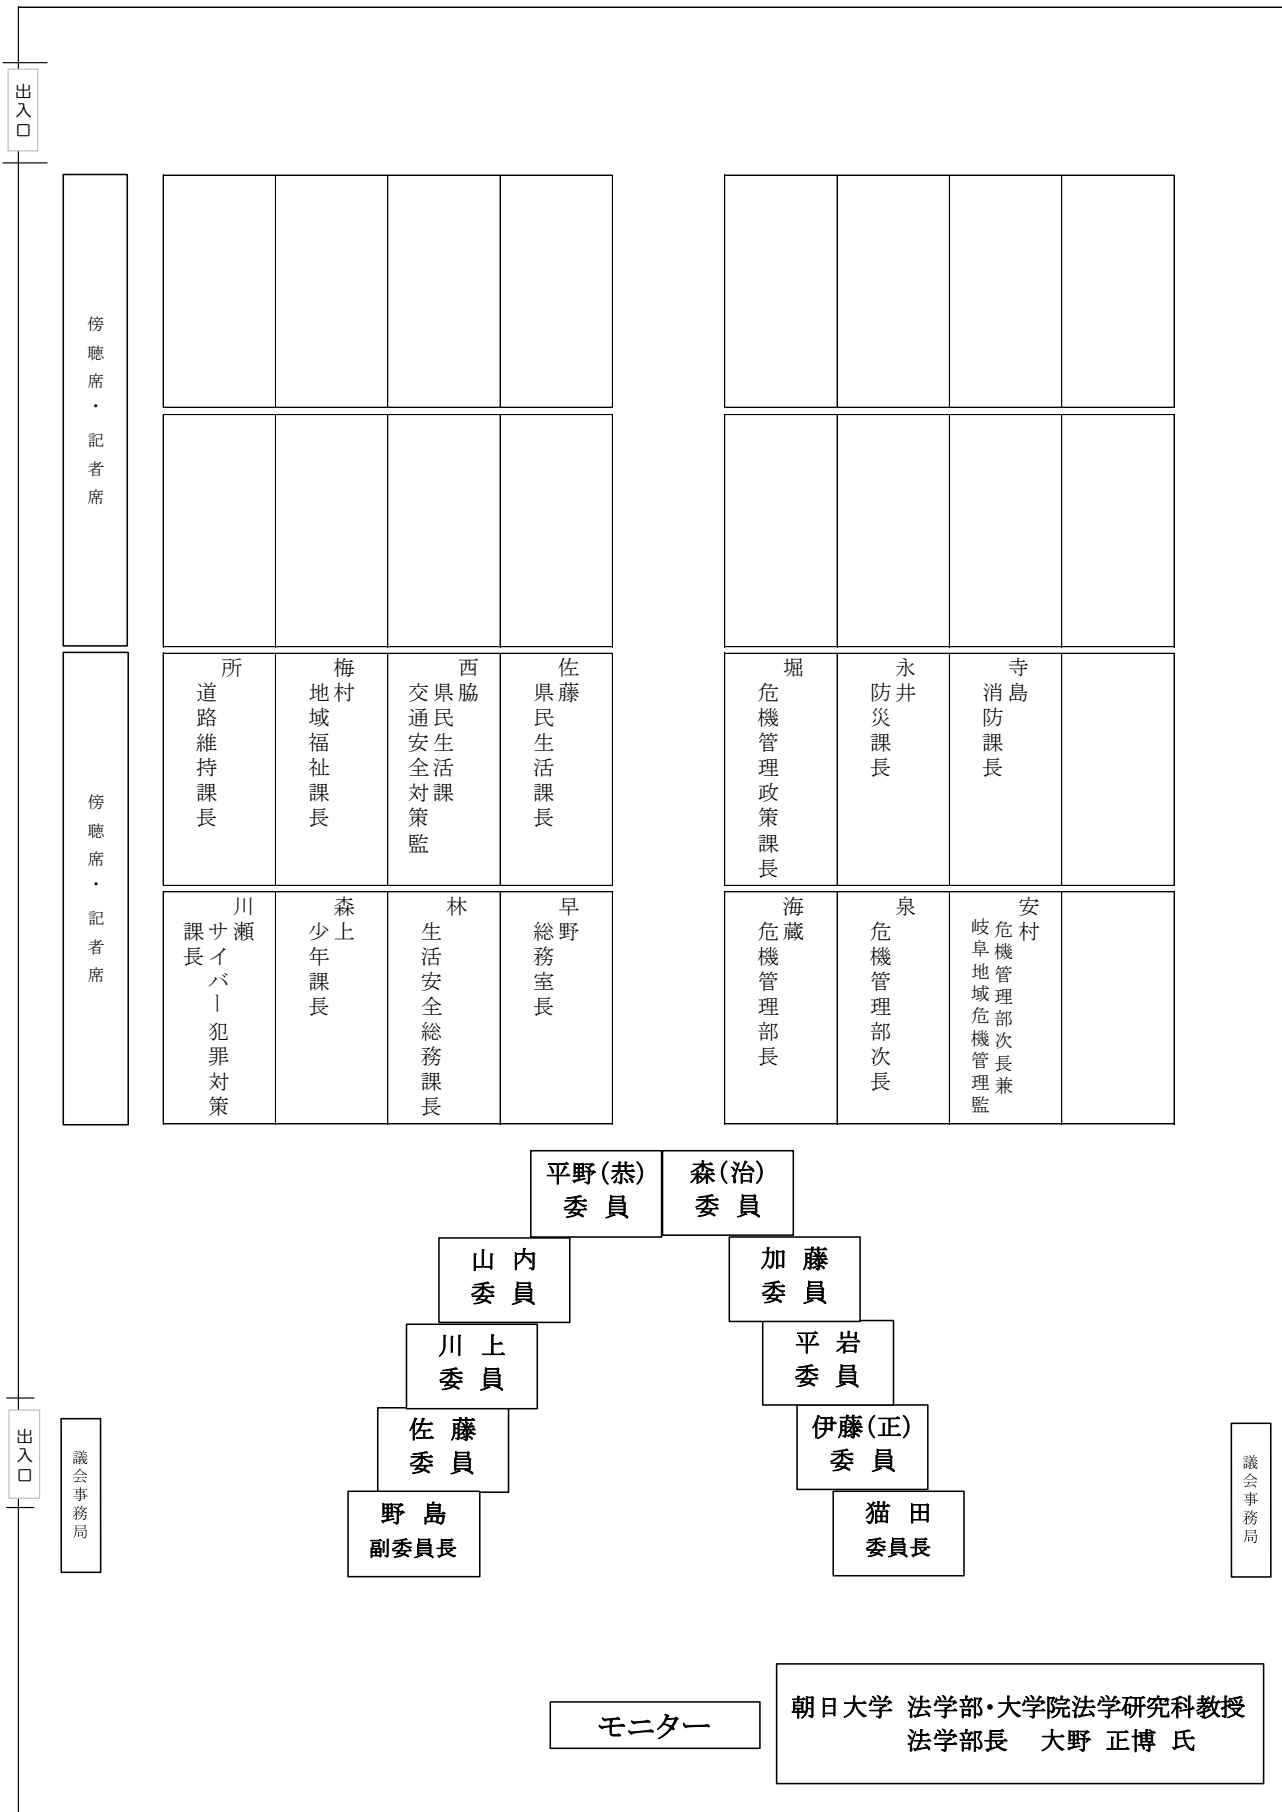 出入口
傍聴席・記者席
寺島
消防課長
永井
防災課長
堀
危機管理政策課長
佐藤
県民生活課長
西脇
県民生活課
交通安全対策監
梅村
地域福祉課長
所
道路維持課長
傍聴席・記者席
安村
危機管理部次長兼
岐阜地域危機管理監
泉
危機管理部次長
海蔵
危機管理部長
早野
総務室長
林
生活安全総務課長
森上
少年課長
川瀬
サイバー犯罪対策
課長
平野(恭)
委員
森(治)
委員
山内
委員
加藤
委員
川上
委員
平岩
委員
佐藤
委員
伊藤(正)
委員
野島
副委員長
猫田
委員長
出入口
議会事務局
議会事務局
モニター
朝日大学 法学部・大学院法学研究科教授
法学部長 大野 正博 氏